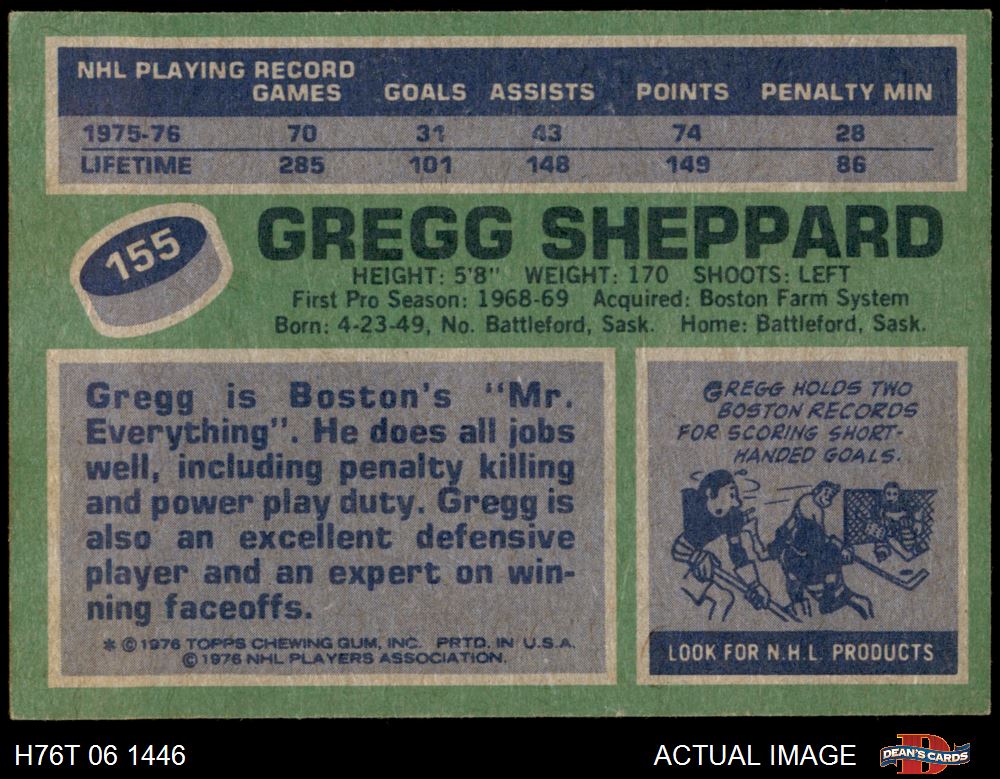 NHL PLAYING RECORD
GAMES GOALS ASSISTS POINTS PENALTY MIN
1975-76 70 31 43 74 28
LIFETIME 285 101 148 149 86
155
GREGG SHEPPARD
HEIGHT: 5'8" WEIGHT: 170 SHOOTS: LEFT
First Pro Season: 1968-69 Acquired: Boston Farm System
Born: 4-23-49, No. Battleford, Sask. Home: Battleford, Sask.
Gregg is Boston's "Mr.
Everything". He does all jobs
well, including penalty killing
and power play duty. Gregg is
also an excellent defensive
player and an expert on win-
ning faceoffs.
* © 1976 TOPPS CHEWING GUM, INC. PRTD. IN U.S.A.
© 1976 NHL PLAYERS ASSOCIATION.
GREGG HOLDS TWO
BOSTON RECORDS
FOR SCORING SHORT-
HANDED GOALS.
LOOK FOR N.H.L. PRODUCTS
H76T 06 1446 ACTUAL IMAGE DEAN'S CARDS